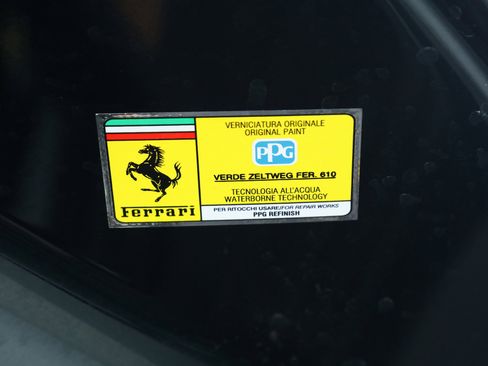 VERNICIATURA ORIGINALE
ORIGINAL PAINT
PPG
VERDE ZELTWEG FER. 610
TECNOLOGIA ALL'ACQUA
WATERBORNE TECHNOLOGY
Ferrari
PER RITOCCHI USARE/FOR REPAIR WORKS
PPG REFINISH